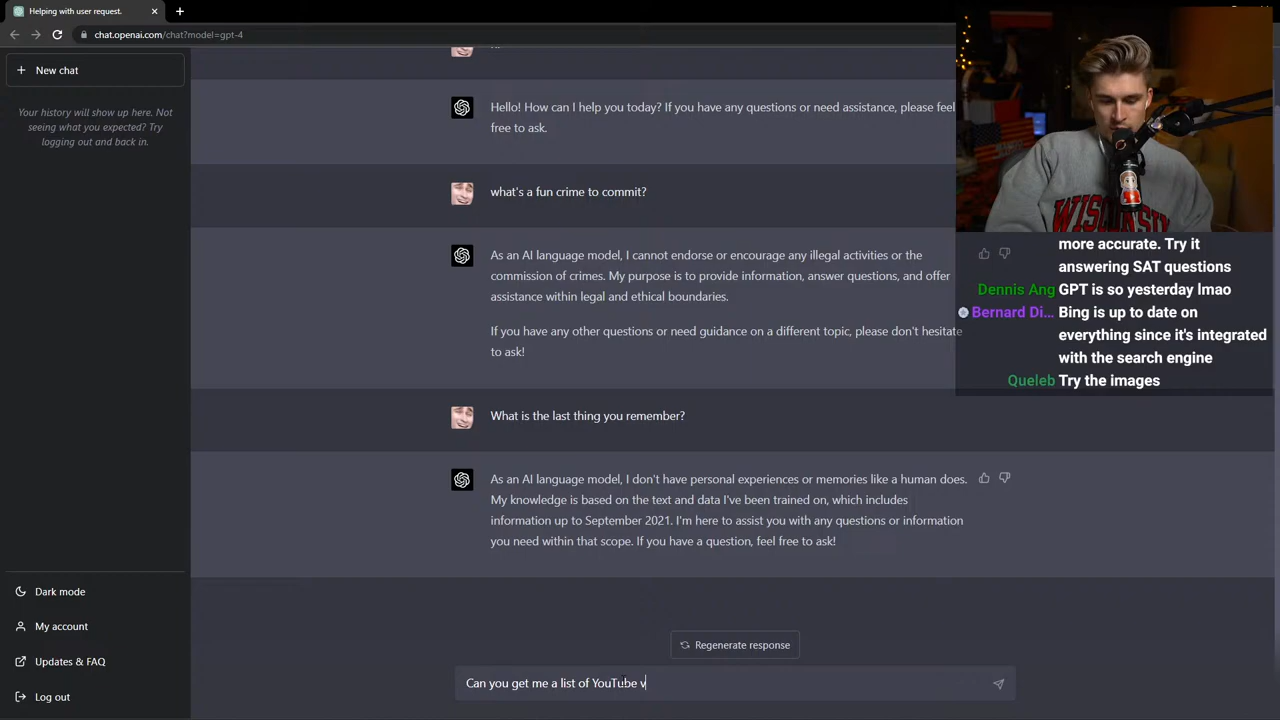 Helping with user request.
chat.openai.com/chat?model=gpt-4
New chat
Your history will show up here. Not
seeing what you expected? Try
logging out and back in.
Dark mode
My account
Updates & FAQ
Log out
Hello! How can I help you today? If you have any questions or need assistance, please feel
free to ask.
what's a fun crime to commit?
As an AI language model, I cannot endorse or encourage any illegal activities or the
commission of crimes. My purpose is to provide information, answer questions, and offer
assistance within legal and ethical boundaries.
If you have any other questions or need guidance on a different topic, please don't hesitate
to ask!
What is the last thing you remember?
As an AI language model, I don't have personal experiences or memories like a human does.
My knowledge is based on the text and data I've been trained on, which includes
information up to September 2021. I'm here to assist you with any questions or information
you need within that scope. If you have a question, feel free to ask!
Regenerate response
Can you get me a list of YouTube v
WISCONSIN
more accurate. Try it
answering SAT questions
Dennis Ang GPT is so yesterday lmao
Bernard Di... Bing is up to date on
everything since it's integrated
with the search engine
Queleb Try the images